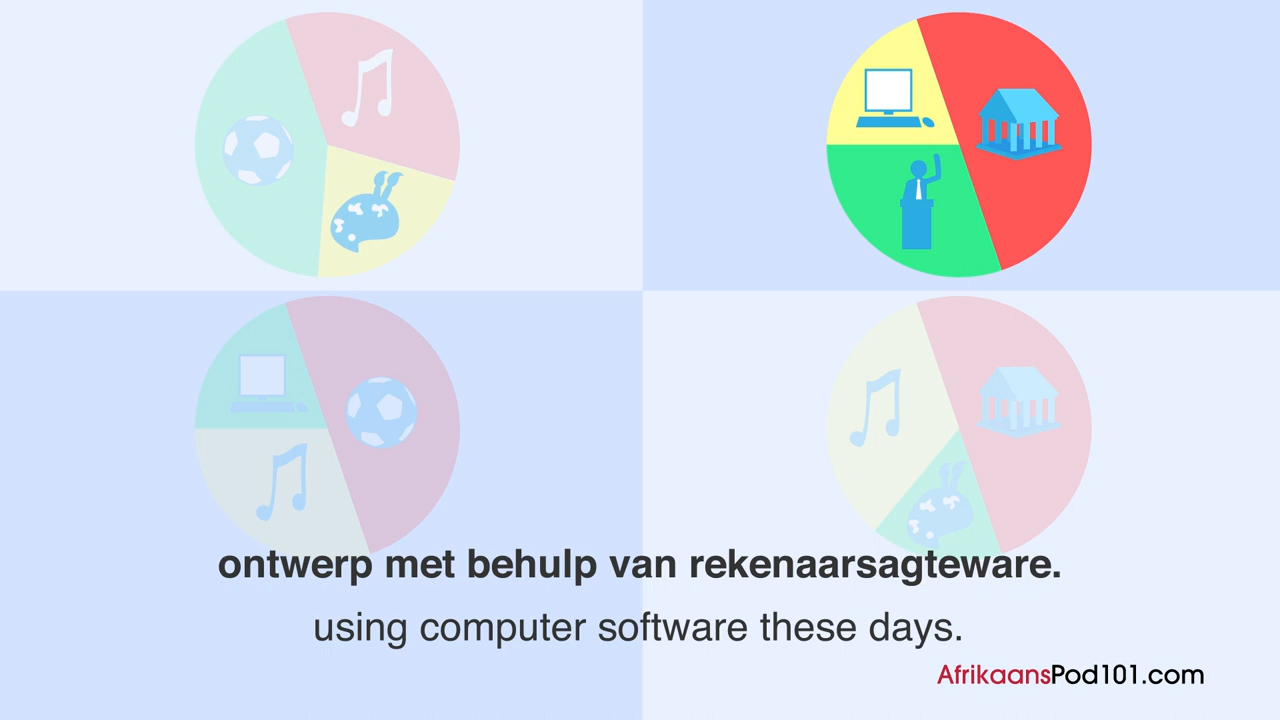 ontwerp met behulp van rekenaarsagteware.
using computer software these days.
AfrikaansPod101.com